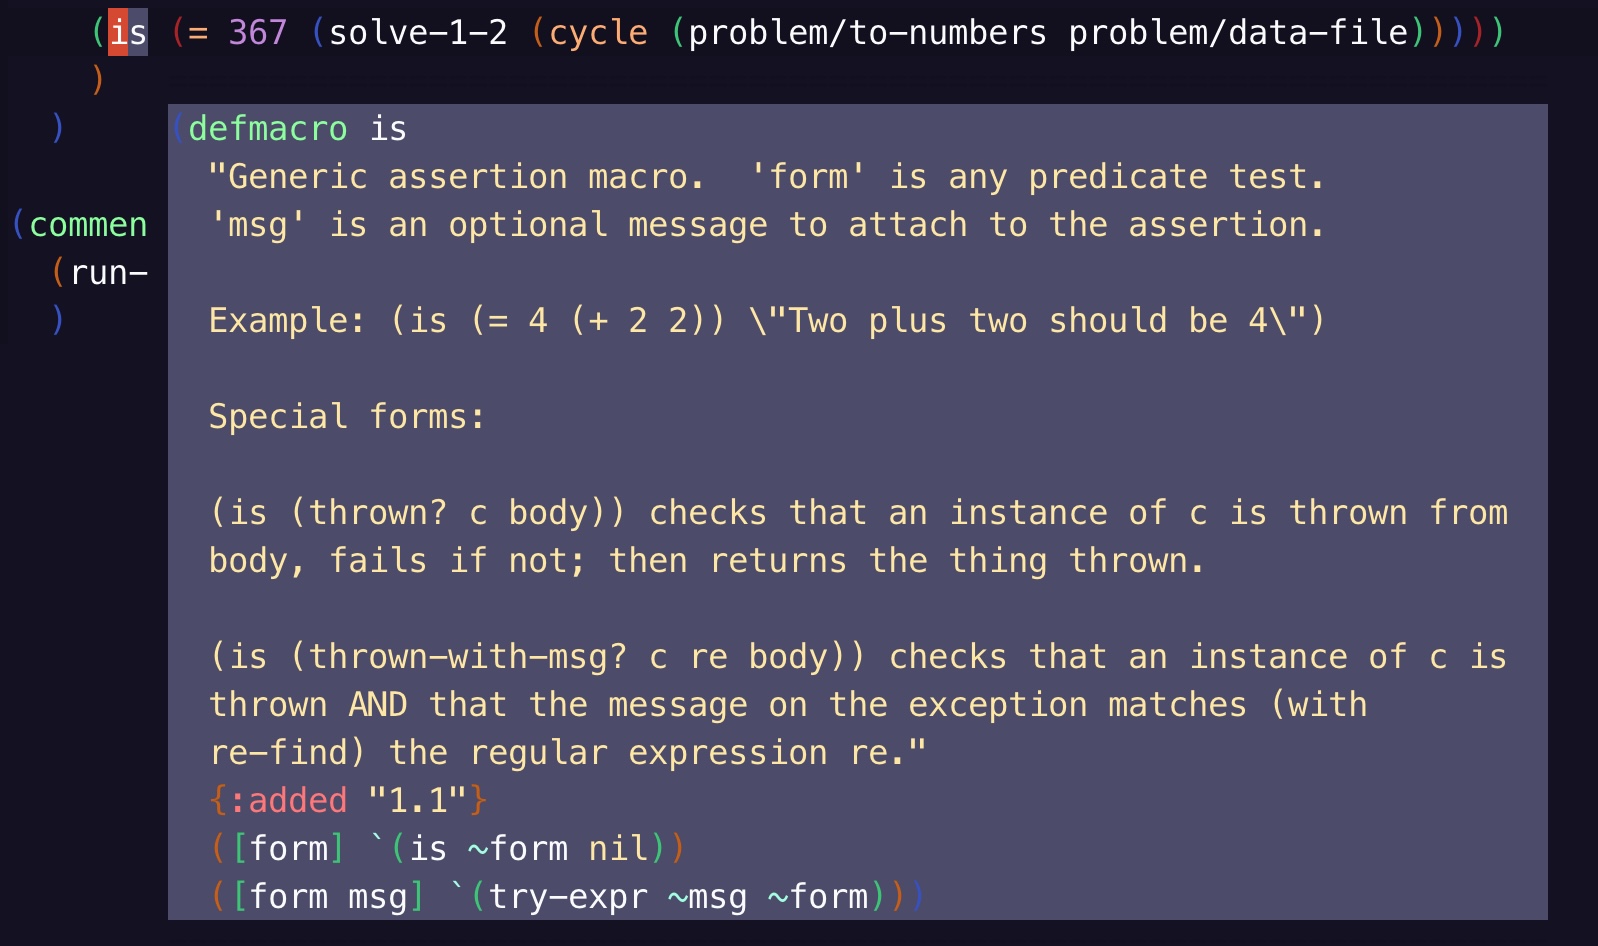 (is (= 367 (solve-1-2 (cycle (problem/to-numbers problem/data-file)))))
)
)
(defmacro is
"Generic assertion macro.  'form' is any predicate test.
(commen
'msg' is an optional message to attach to the assertion.
(run-
)
Example: (is (= 4 (+ 2 2)) \"Two plus two should be 4\")
Special forms:
(is (thrown? c body)) checks that an instance of c is thrown from
body, fails if not; then returns the thing thrown.
(is (thrown-with-msg? c re body)) checks that an instance of c is
thrown AND that the message on the exception matches (with
re-find) the regular expression re."
{:added "1.1"}
([form] `(is ~form nil))
([form msg] `(try-expr ~msg ~form)))